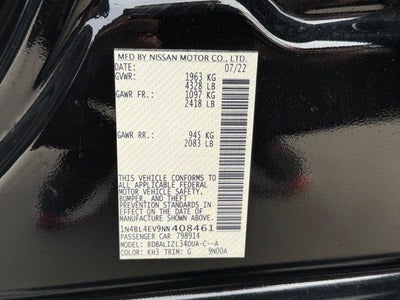 MFD BY NISSAN MOTOR CO., LTD.
DATE: 07/22
GVWR: 1963 KG
4328 LB
GAWR FR.: 1097 KG
2418 LB
GAWR RR.: 945 KG
2083 LB
THIS VEHICLE CONFORMS TO ALL
APPLICABLE U.S. FEDERAL
MOTOR VEHICLE SAFETY,
BUMPER, AND THEFT
PREVENTION STANDARDS IN
EFFECT ON THE DATE OF
MANUFACTURE SHOWN ABOVE.
1N4BL4EV9NN408461
PASSENGER CAR 798914
MODEL: BDBALIZL34DUA-C--A
COLOR: KH3 TRIM: G 9N00A